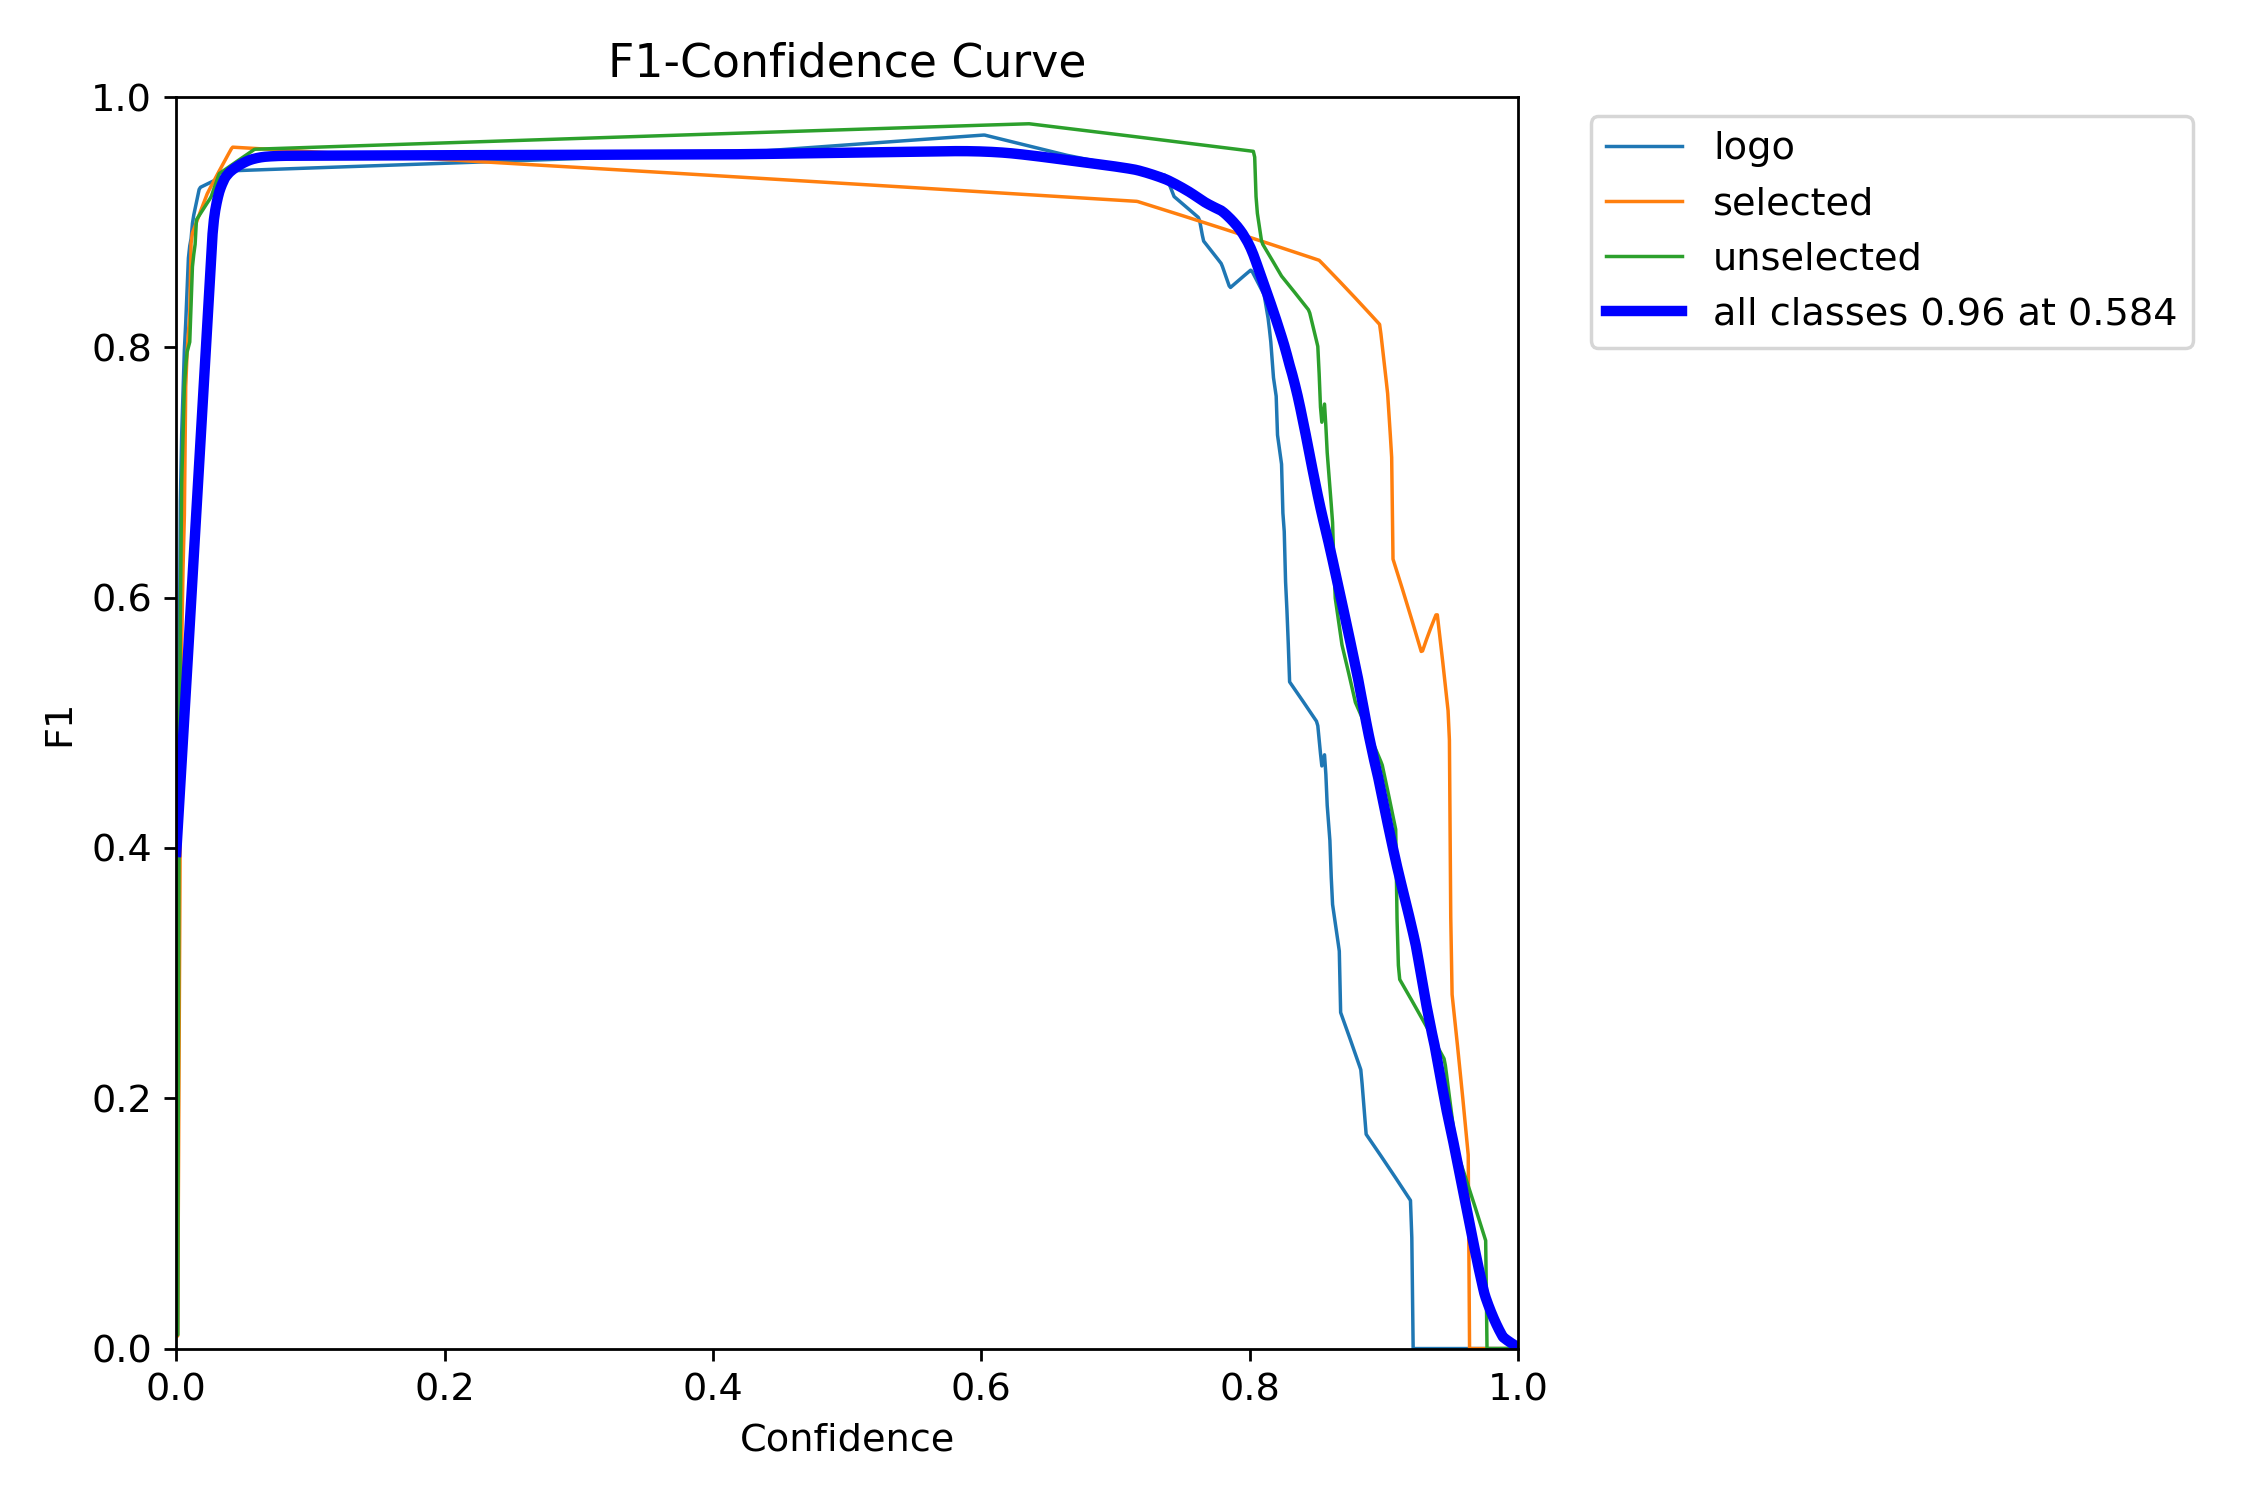 F1-Confidence Curve
1.0
0.8
0.6
0.4
0.2
0.0
F1
0.0 0.2 0.4 0.6 0.8 1.0
Confidence
logo
selected
unselected
all classes 0.96 at 0.584